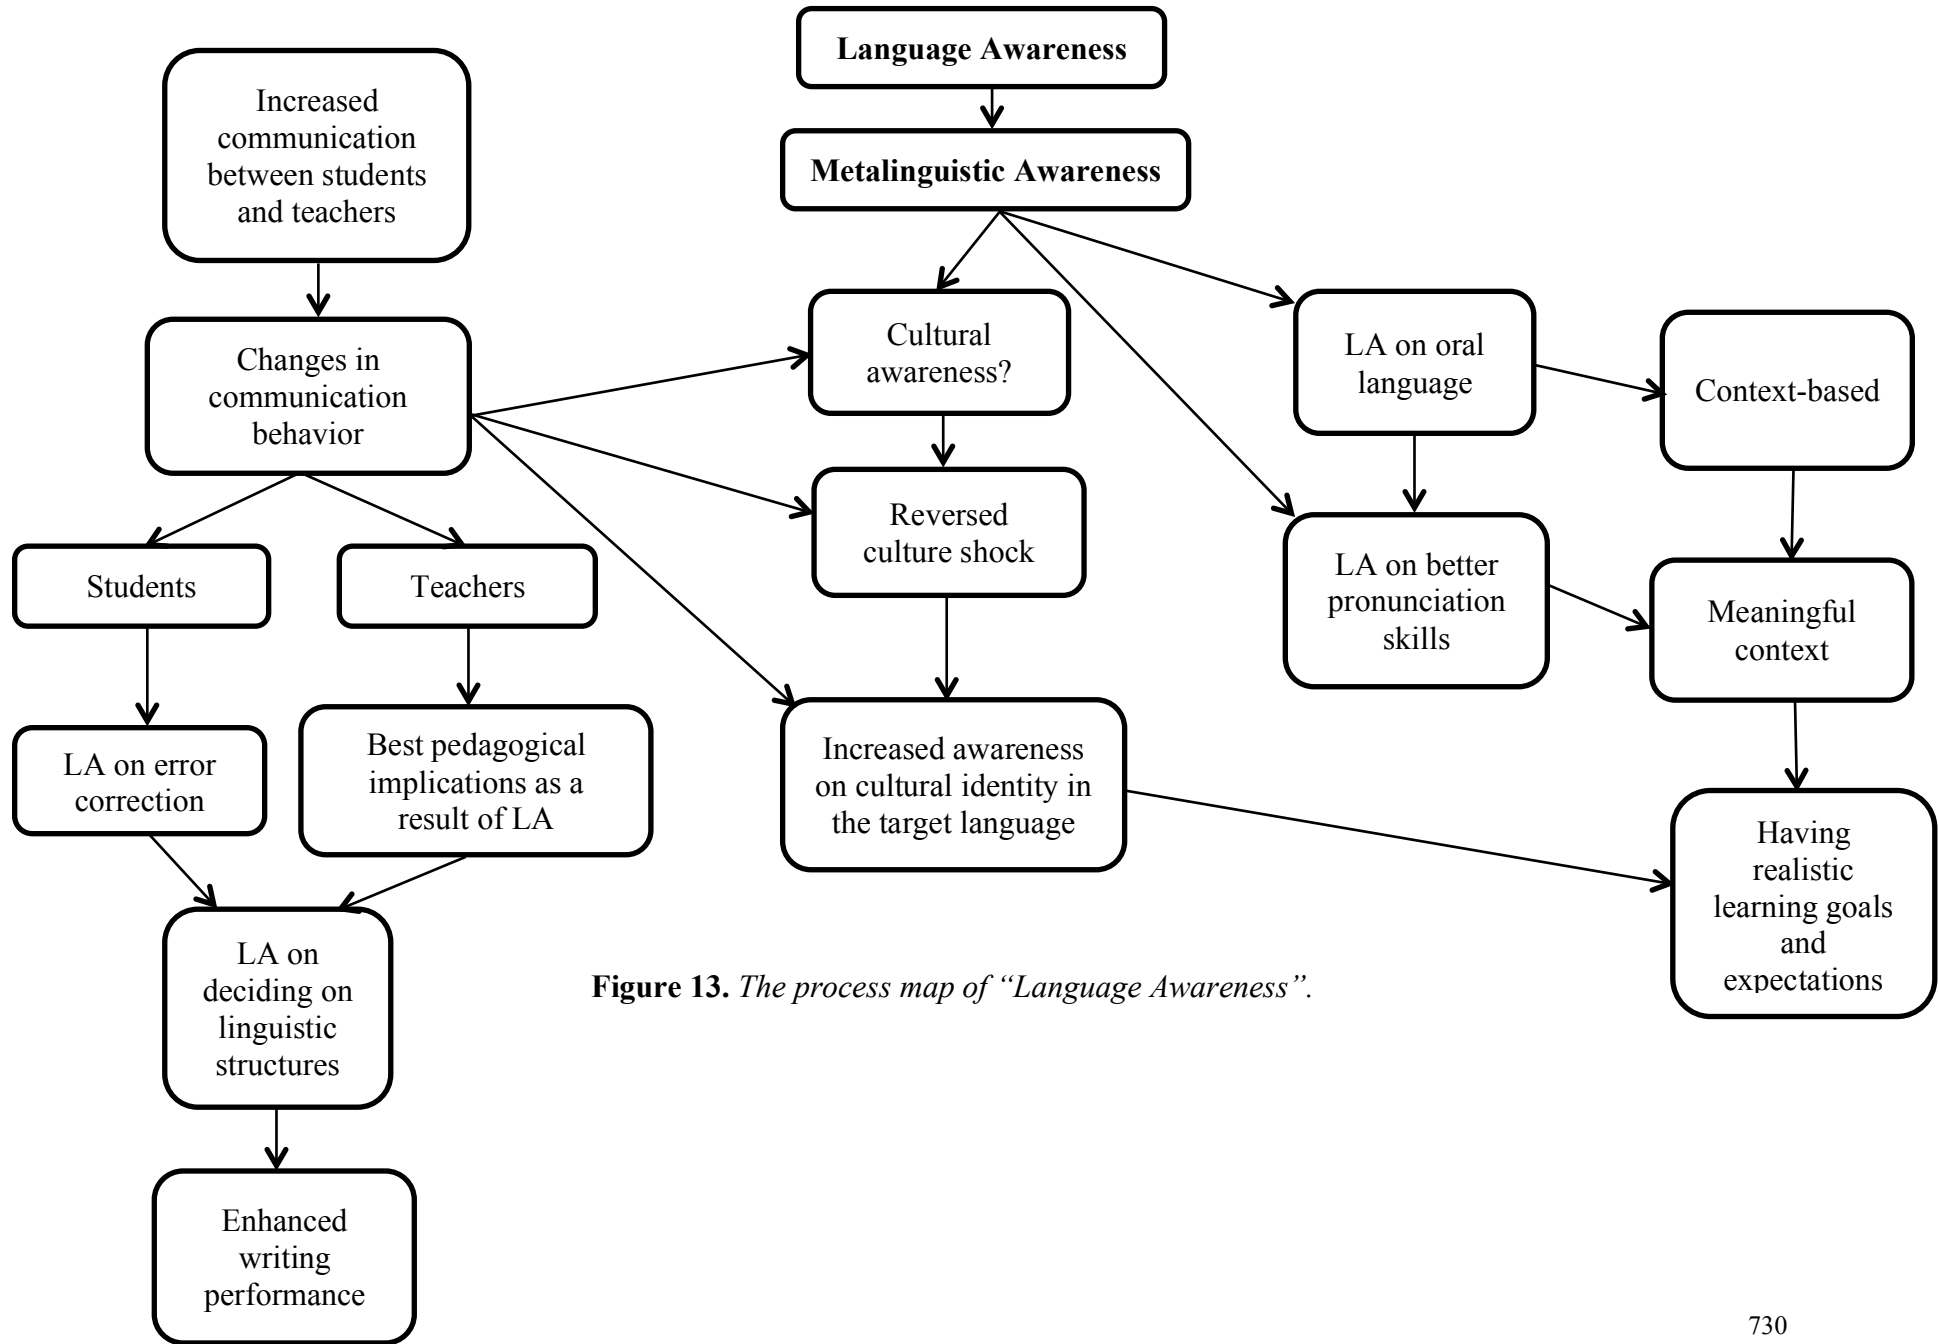 Language Awareness
Metalinguistic Awareness
Increased
communication
between students
and teachers
Changes in
communication
behavior
Students
Teachers
LA on error
correction
Best pedagogical
implications as a
result of LA
LA on
deciding on
linguistic
structures
Enhanced
writing
performance
Cultural
awareness?
Reversed
culture shock
Increased awareness
on cultural identity in
the target language
LA on oral
language
LA on better
pronunciation
skills
Context-based
Meaningful
context
Having
realistic
learning goals
and
expectations
Figure 13. The process map of “Language Awareness”.
730